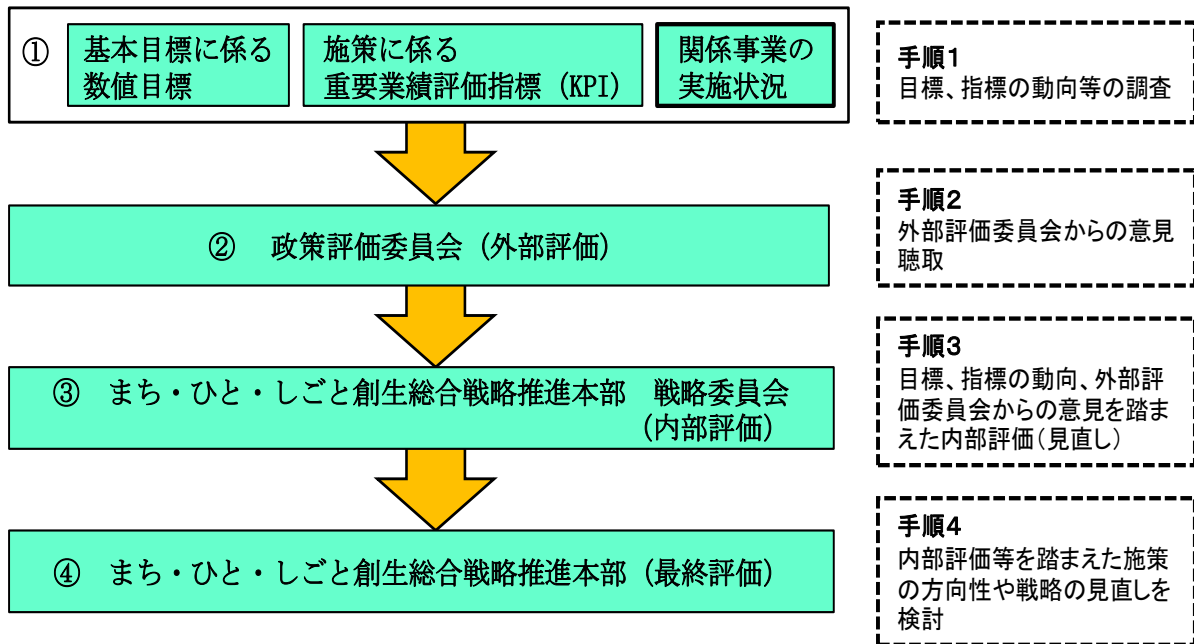 ①
基本目標に係る
数値目標
施策に係る
重要業績評価指標（KPI）
関係事業の
実施状況
手順1
目標、指標の動向等の調査
②　政策評価委員会（外部評価）
手順2
外部評価委員会からの意見
聴取
③　まち・ひと・しごと創生総合戦略推進本部　戦略委員会
（内部評価）
手順3
目標、指標の動向、外部評
価委員会からの意見を踏ま
えた内部評価（見直し）
④　まち・ひと・しごと創生総合戦略推進本部（最終評価）
手順4
内部評価等を踏まえた施策
の方向性や戦略の見直しを
検討